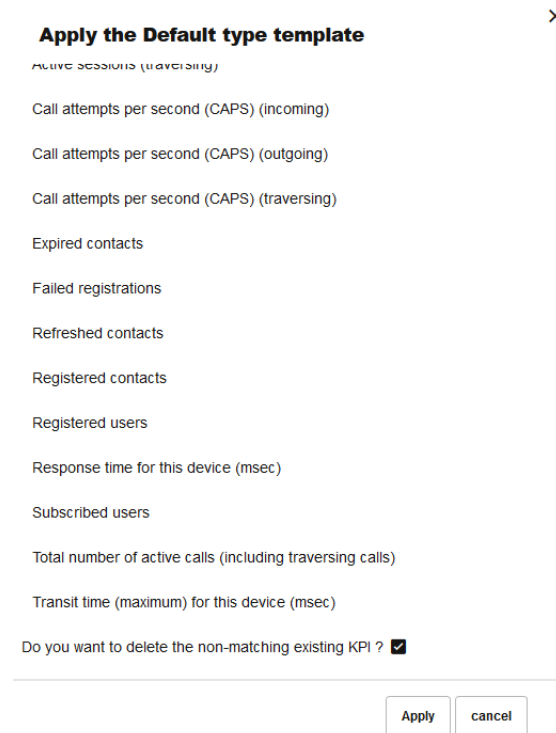 Apply the Default type template
Active sessions (traversing)
Call attempts per second (CAPS) (incoming)
Call attempts per second (CAPS) (outgoing)
Call attempts per second (CAPS) (traversing)
Expired contacts
Failed registrations
Refreshed contacts
Registered contacts
Registered users
Response time for this device (msec)
Subscribed users
Total number of active calls (including traversing calls)
Transit time (maximum) for this device (msec)
Do you want to delete the non-matching existing KPI ?
Apply cancel